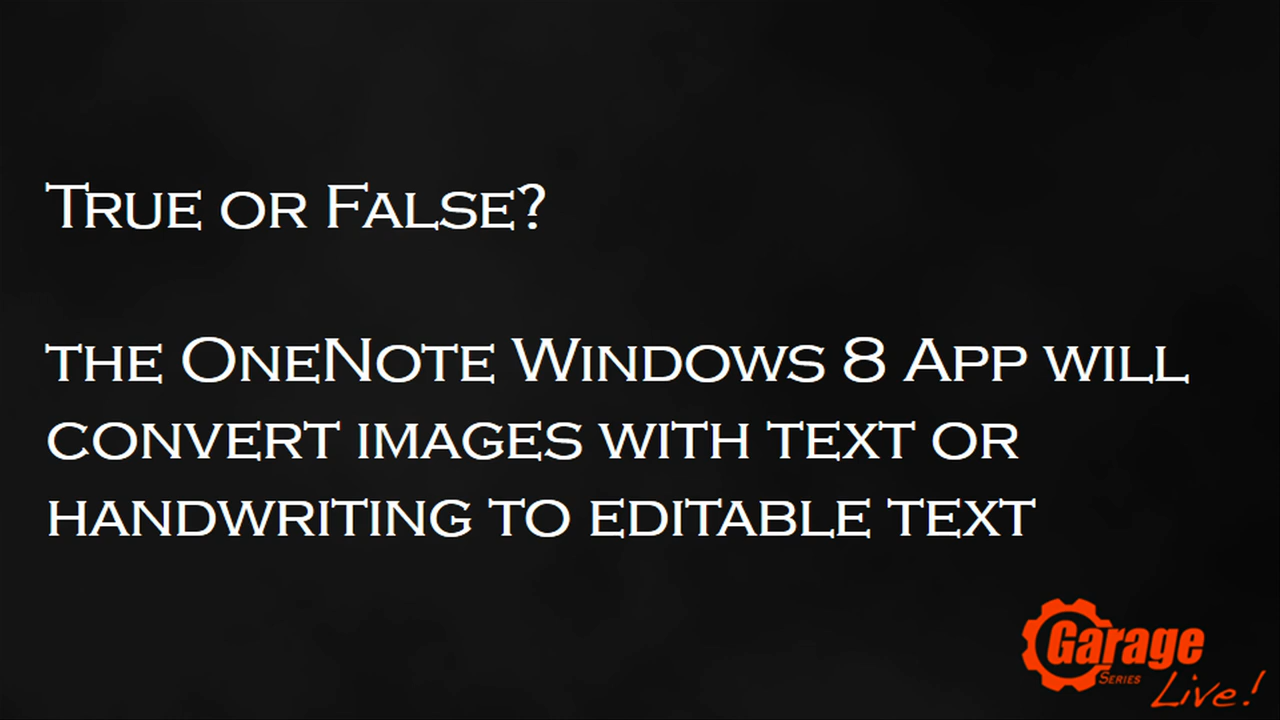 True or False?
the OneNote Windows 8 App will
convert images with text or
handwriting to editable text
Garage
Series
Live!